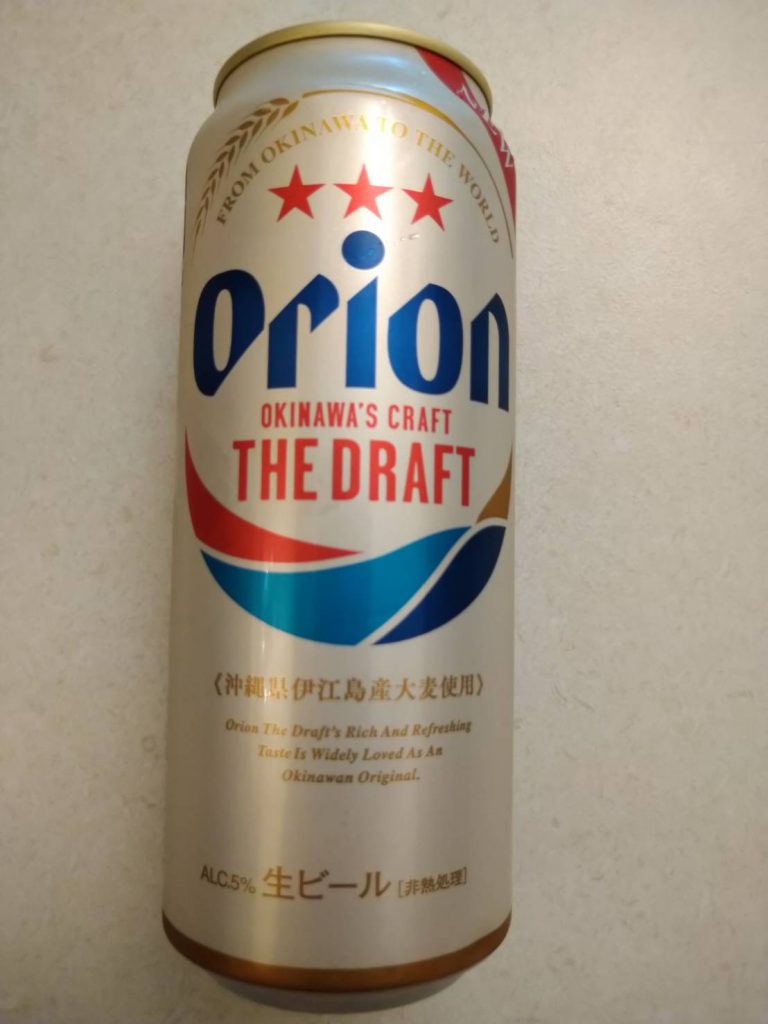 NEW
FROM OKINAWA TO THE WORLD
Orion
OKINAWA'S CRAFT
THE DRAFT
《沖縄県伊江島産大麦使用》
Orion The Draft's Rich And Refreshing
Taste Is Widely Loved As An
Okinawan Original.
ALC.5% 生ビール [非熱処理]